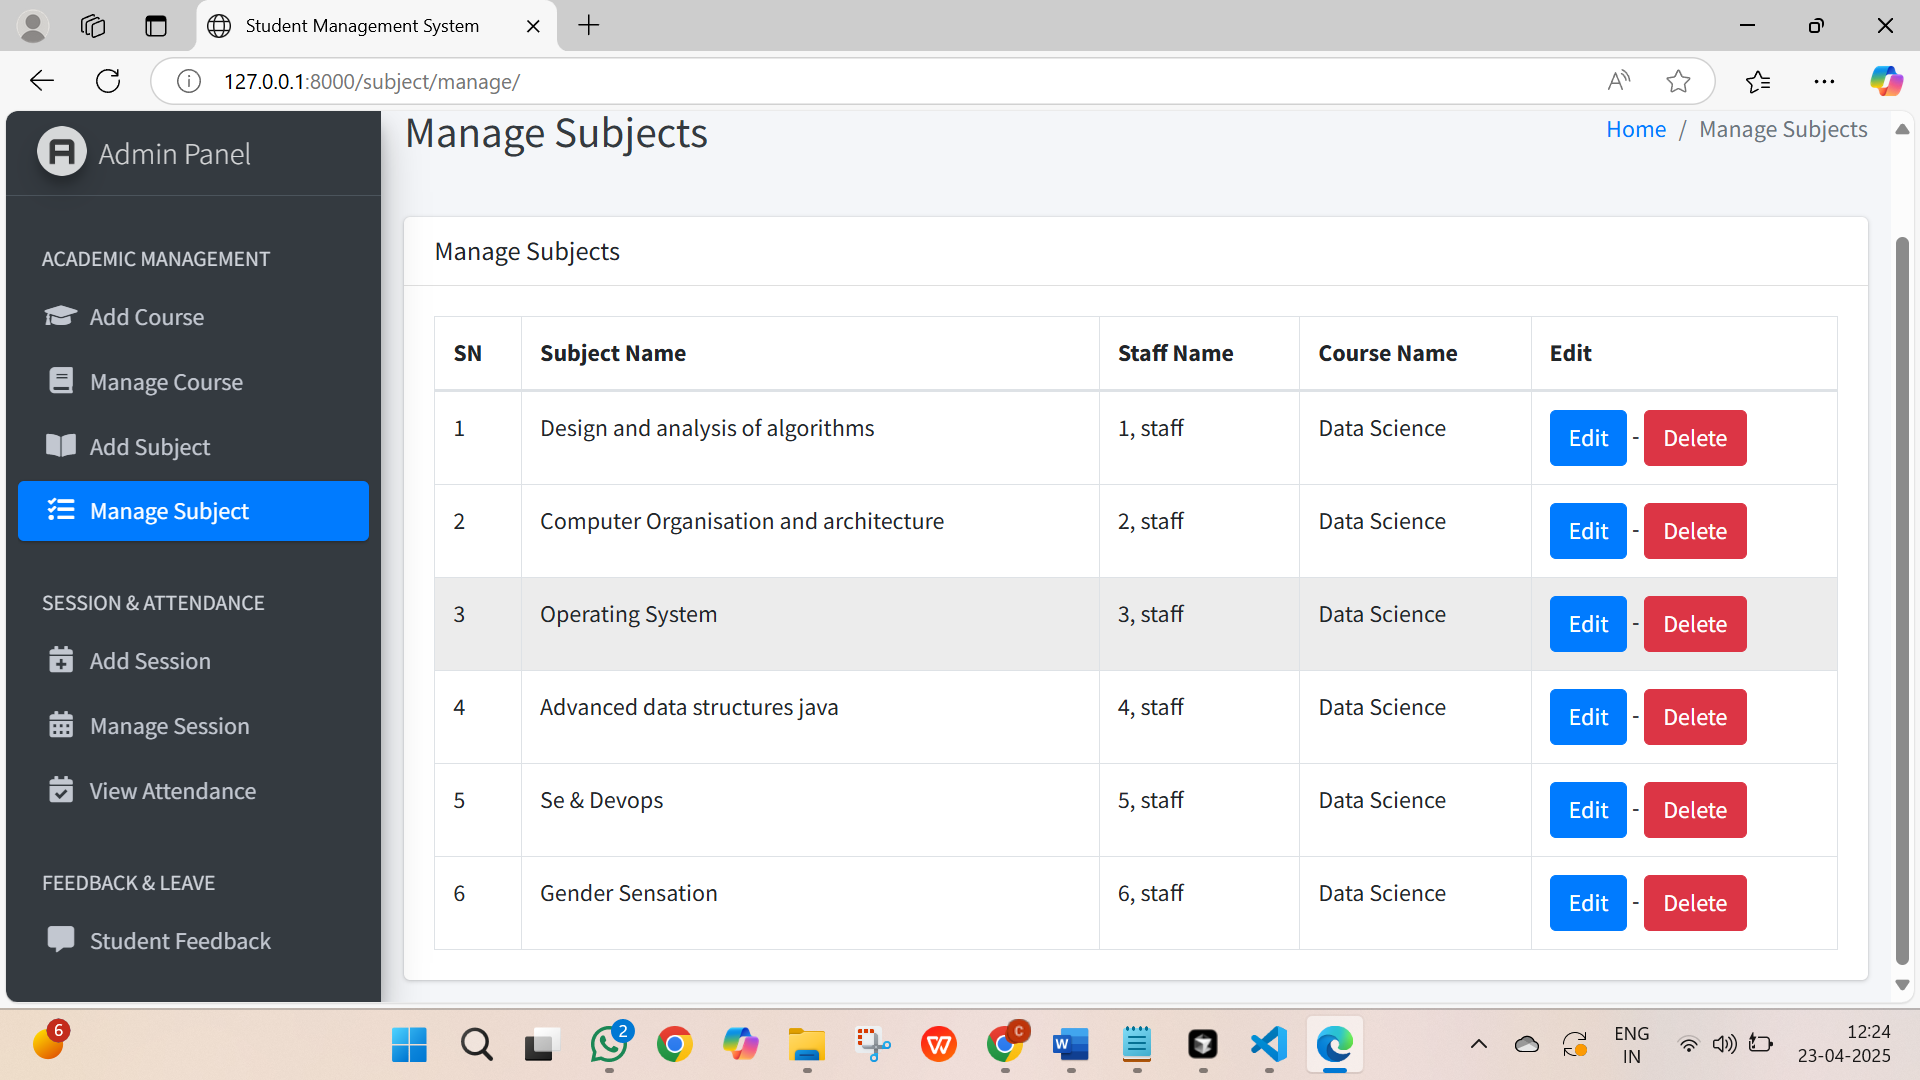 Student Management System
127.0.0.1:8000/subject/manage/
Admin Panel
ACADEMIC MANAGEMENT
Add Course
Manage Course
Add Subject
Manage Subject
SESSION & ATTENDANCE
Add Session
Manage Session
View Attendance
FEEDBACK & LEAVE
Student Feedback
Manage Subjects
Home / Manage Subjects
Manage Subjects
SN Subject Name Staff Name Course Name Edit
1 Design and analysis of algorithms 1, staff Data Science Edit - Delete
2 Computer Organisation and architecture 2, staff Data Science Edit - Delete
3 Operating System 3, staff Data Science Edit - Delete
4 Advanced data structures java 4, staff Data Science Edit - Delete
5 Se & Devops 5, staff Data Science Edit - Delete
6 Gender Sensation 6, staff Data Science Edit - Delete
6
2
C
W
ENG
IN
12:24
23-04-2025